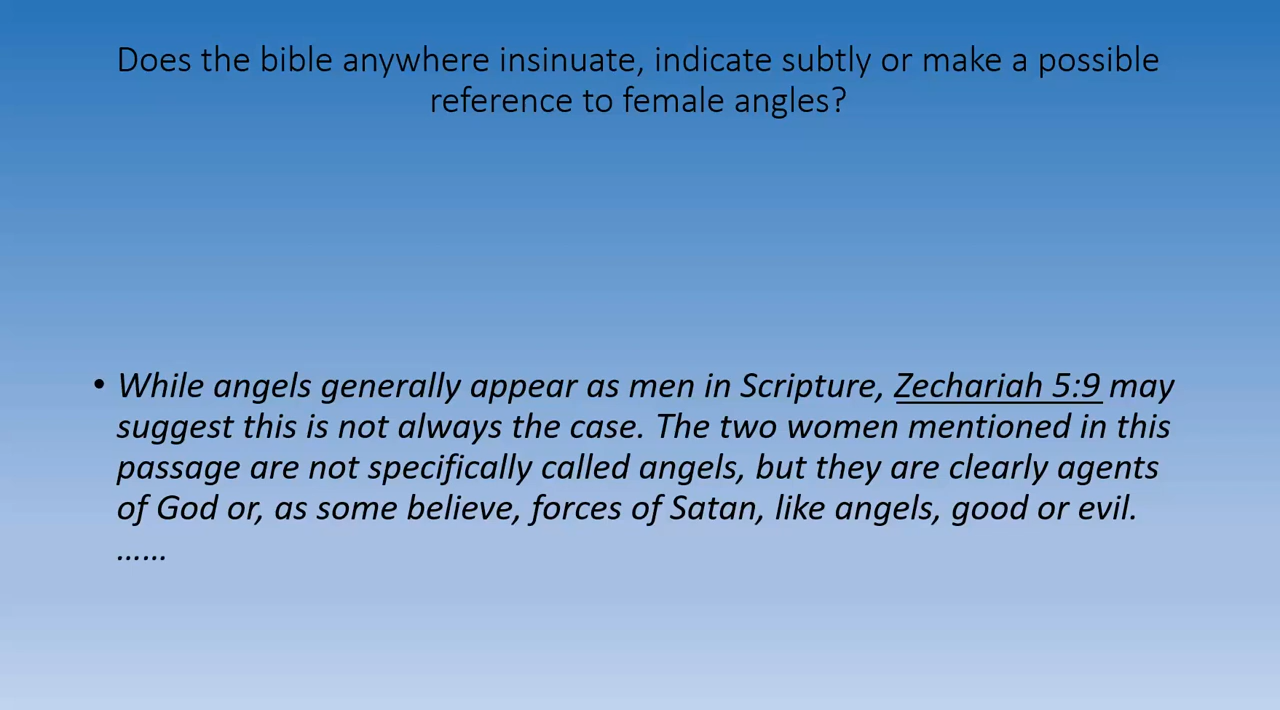 Does the bible anywhere insinuate, indicate subtly or make a possible
reference to female angles?
• While angels generally appear as men in Scripture, Zechariah 5:9 may
suggest this is not always the case. The two women mentioned in this
passage are not specifically called angels, but they are clearly agents
of God or, as some believe, forces of Satan, like angels, good or evil.
......